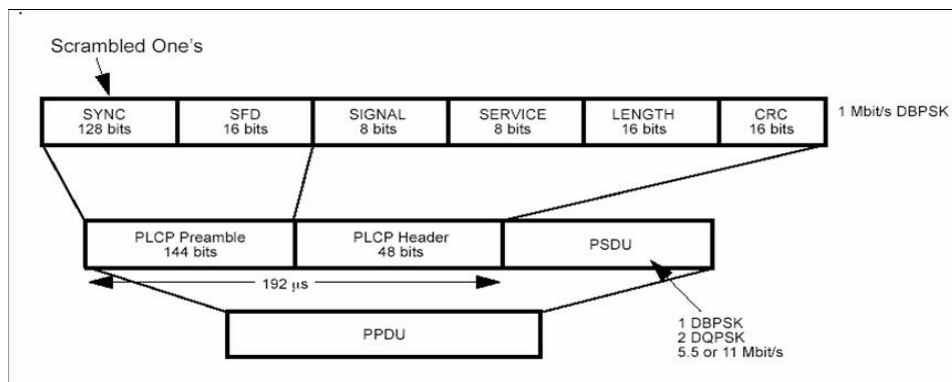 Scrambled One's
SYNC
128 bits
SFD
16 bits
SIGNAL
8 bits
SERVICE
8 bits
LENGTH
16 bits
CRC
16 bits
1 Mbit/s DBPSK
PLCP Preamble
144 bits
PLCP Header
48 bits
PSDU
192 µs
1 DBPSK
2 DQPSK
5.5 or 11 Mbit/s
PPDU